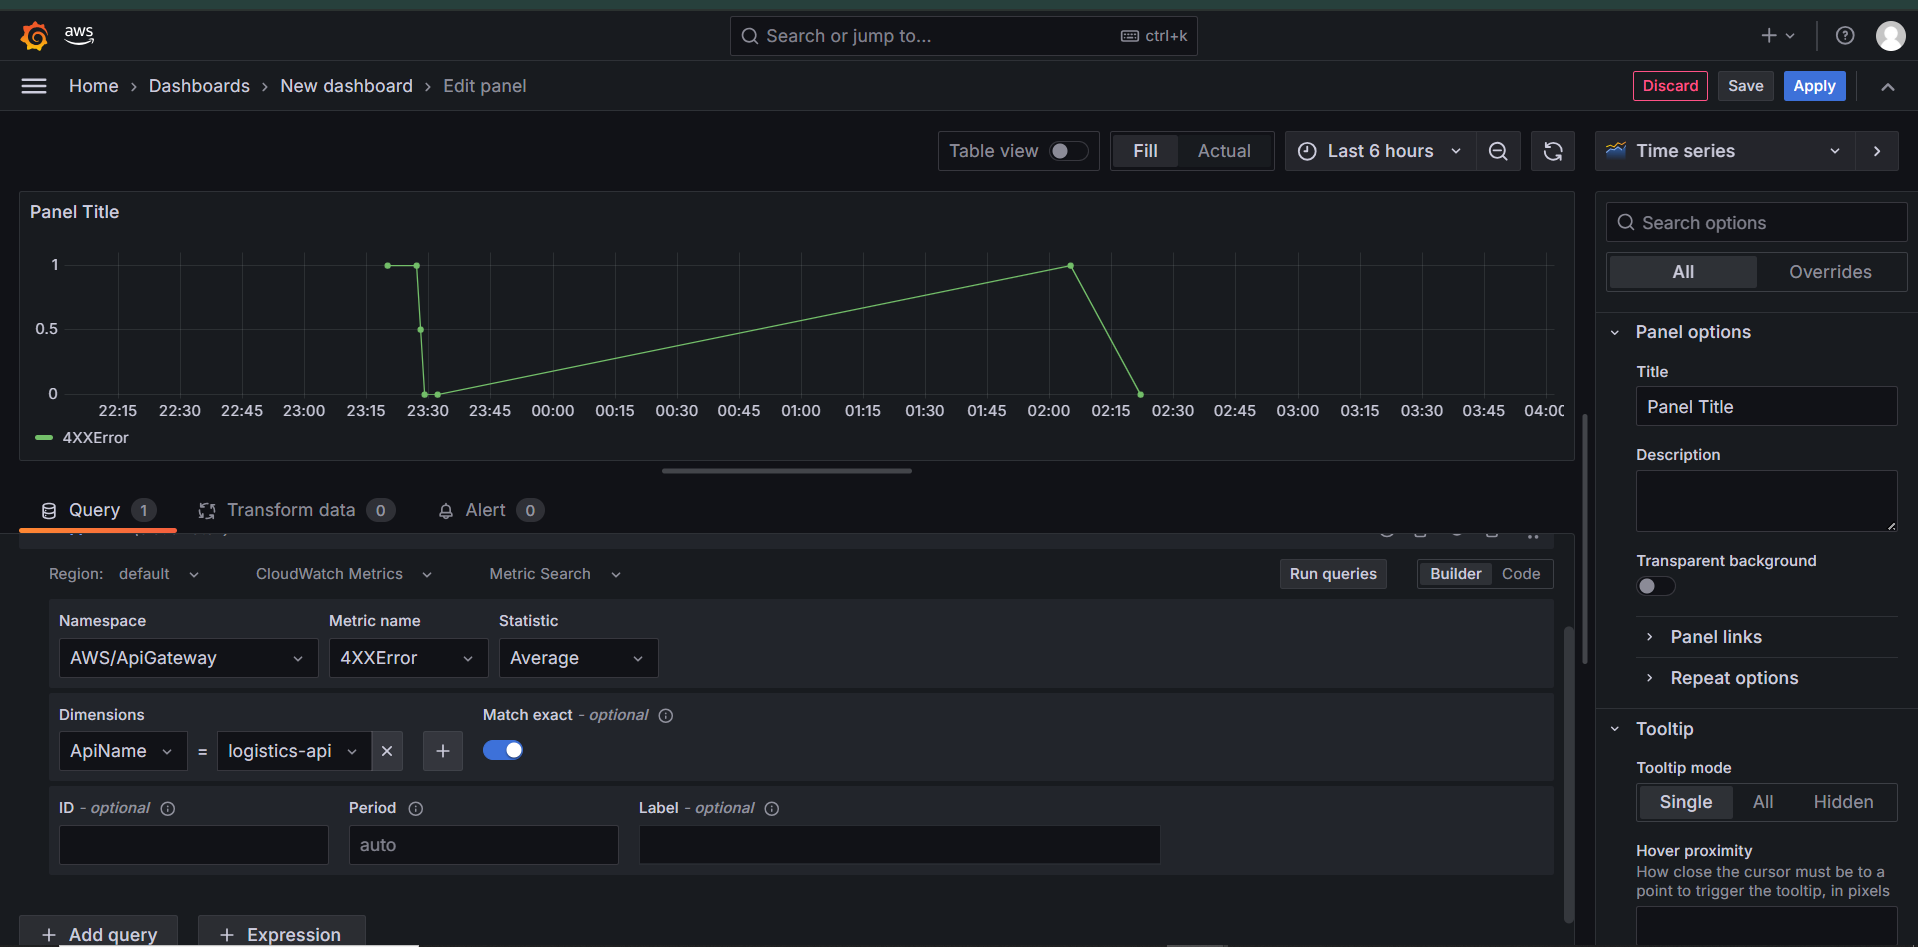 aws
Search or jump to...
ctrl+k
Home > Dashboards > New dashboard > Edit panel
Discard
Save
Apply
Table view
Fill
Actual
Last 6 hours
Time series
Panel Title
1
0.5
0
22:15 22:30 22:45 23:00 23:15 23:30 23:45 00:00 00:15 00:30 00:45 01:00 01:15 01:30 01:45 02:00 02:15 02:30 02:45 03:00 03:15 03:30 03:45 04:00
4XXError
Query 1
Transform data 0
Alert 0
Region: default
CloudWatch Metrics
Metric Search
Run queries
Builder
Code
Namespace
Metric name
Statistic
AWS/ApiGateway
4XXError
Average
Dimensions
Match exact - optional
ApiName
=
logistics-api
ID - optional
Period
Label - optional
auto
+ Add query
+ Expression
Search options
All
Overrides
Panel options
Title
Panel Title
Description
Transparent background
Panel links
Repeat options
Tooltip
Tooltip mode
Single
All
Hidden
Hover proximity
How close the cursor must be to a
point to trigger the tooltip, in pixels